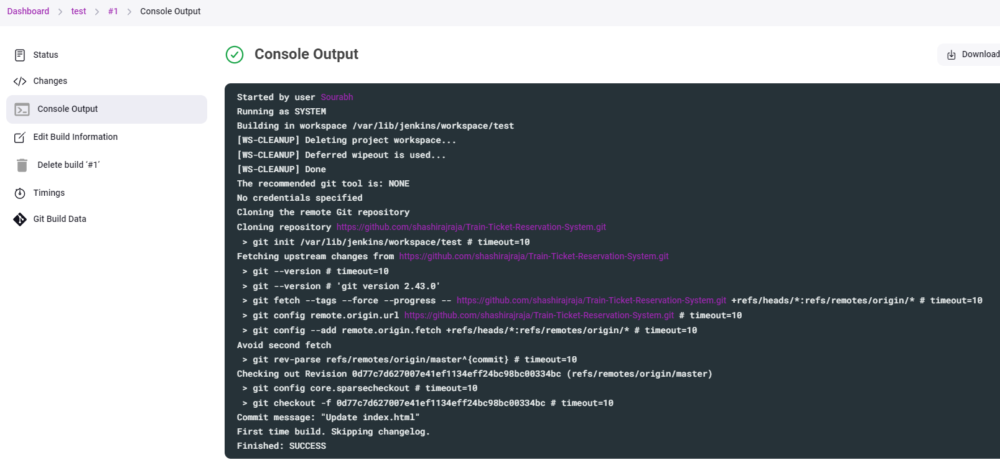 Dashboard > test > #1 > Console Output
Status
Changes
Console Output
Edit Build Information
Delete build ‘#1’
Timings
Git Build Data
Console Output
Download
Started by user Sourabh
Running as SYSTEM
Building in workspace /var/lib/jenkins/workspace/test
[WS-CLEANUP] Deleting project workspace...
[WS-CLEANUP] Deferred wipeout is used...
[WS-CLEANUP] Done
The recommended git tool is: NONE
No credentials specified
Cloning the remote Git repository
Cloning repository https://github.com/shashirajraja/Train-Ticket-Reservation-System.git
 > git init /var/lib/jenkins/workspace/test # timeout=10
Fetching upstream changes from https://github.com/shashirajraja/Train-Ticket-Reservation-System.git
 > git --version # timeout=10
 > git --version # 'git version 2.43.0'
 > git fetch --tags --force --progress -- https://github.com/shashirajraja/Train-Ticket-Reservation-System.git +refs/heads/*:refs/remotes/origin/* # timeout=10
 > git config remote.origin.url https://github.com/shashirajraja/Train-Ticket-Reservation-System.git # timeout=10
 > git config --add remote.origin.fetch +refs/heads/*:refs/remotes/origin/* # timeout=10
Avoid second fetch
 > git rev-parse refs/remotes/origin/master^{commit} # timeout=10
Checking out Revision 0d77c7d627007e41ef1134eff24bc98bc00334bc (refs/remotes/origin/master)
 > git config core.sparsecheckout # timeout=10
 > git checkout -f 0d77c7d627007e41ef1134eff24bc98bc00334bc # timeout=10
Commit message: "Update index.html"
First time build. Skipping changelog.
Finished: SUCCESS